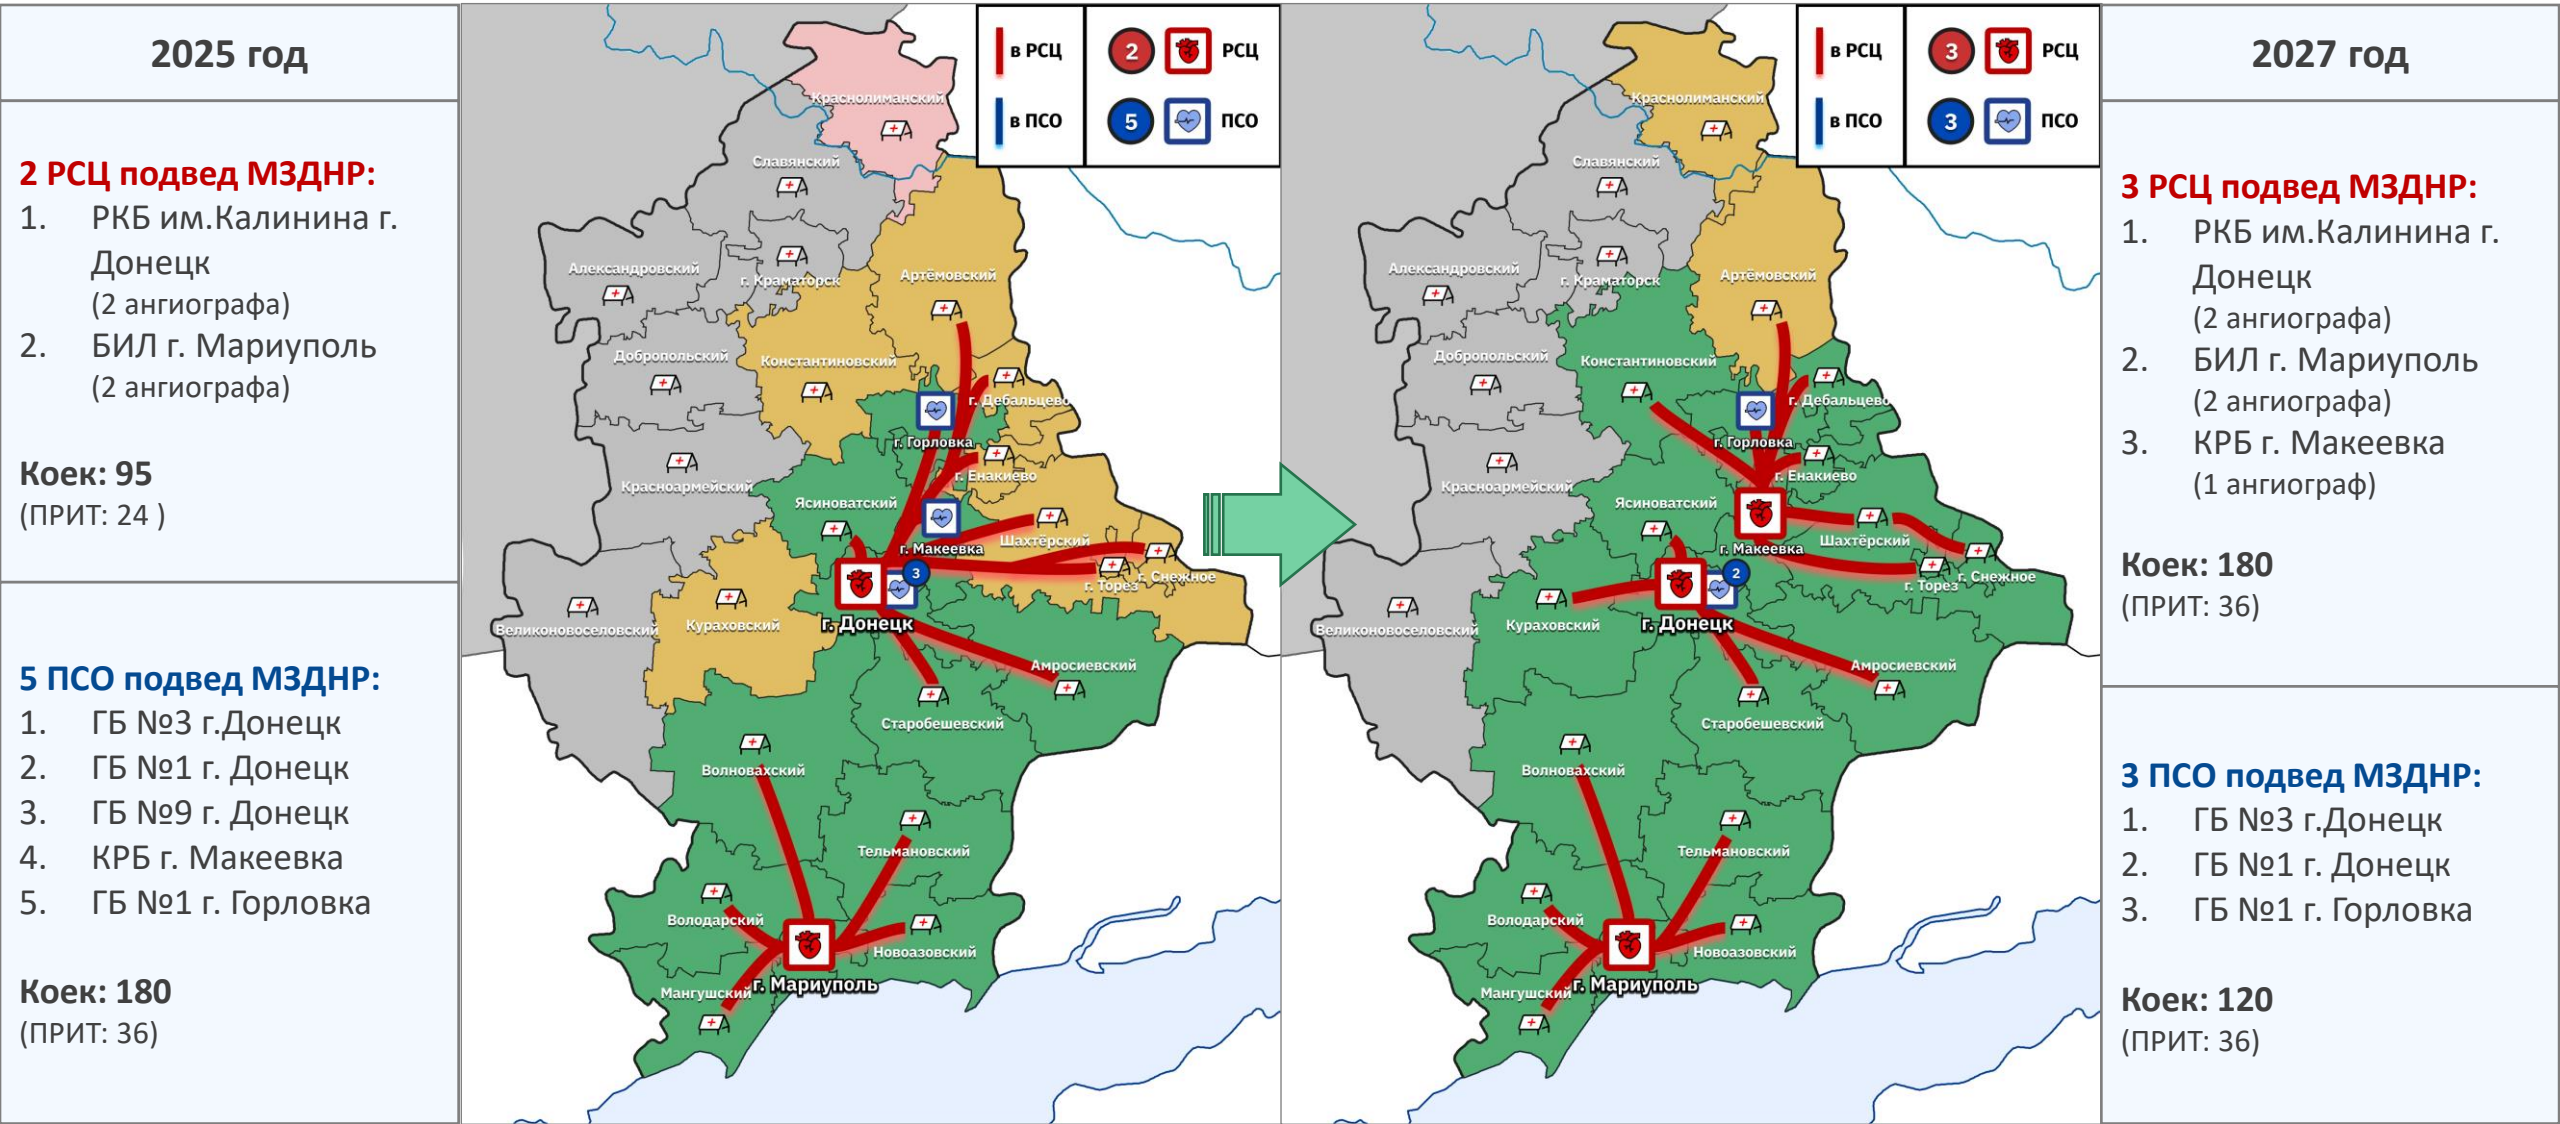 2025 год
2 РСЦ подвед МЗДНР:
1. РКБ им.Калинина г.
Донецк
(2 ангиографа)
2. БИЛ г. Мариуполь
(2 ангиографа)
Коек: 95
(ПРИТ: 24 )
5 ПСО подвед МЗДНР:
1. ГБ №3 г.Донецк
2. ГБ №1 г. Донецк
3. ГБ №9 г. Донецк
4. КРБ г. Макеевка
5. ГБ №1 г. Горловка
Коек: 180
(ПРИТ: 36)
в РСЦ 2 РСЦ
в ПСО 5 ПСО
Краснолиманский
Славянский
Александровский
г. Краматорск
Артёмовский
Добропольский
Константиновский
г. Дебальцево
г. Горловка
г. Енакиево
Красноармейский
Ясиноватский
г. Макеевка
Шахтёрский
3
г. Снежное
г. Торез
Великоновоселовский
Кураховский
г. Донецк
Амросиевский
Старобешевский
Волновахский
Тельмановский
Володарский
Новоазовский
Мангушский
г. Мариуполь
в РСЦ 3 РСЦ
в ПСО 3 ПСО
Краснолиманский
Славянский
Александровский
г. Краматорск
Артёмовский
Добропольский
Константиновский
г. Дебальцево
г. Горловка
г. Енакиево
Красноармейский
Ясиноватский
г. Макеевка
Шахтёрский
2
г. Снежное
г. Торез
Великоновоселовский
Кураховский
г. Донецк
Амросиевский
Старобешевский
Волновахский
Тельмановский
Володарский
Новоазовский
Мангушский
г. Мариуполь
2027 год
3 РСЦ подвед МЗДНР:
1. РКБ им.Калинина г.
Донецк
(2 ангиографа)
2. БИЛ г. Мариуполь
(2 ангиографа)
3. КРБ г. Макеевка
(1 ангиограф)
Коек: 180
(ПРИТ: 36)
3 ПСО подвед МЗДНР:
1. ГБ №3 г.Донецк
2. ГБ №1 г. Донецк
3. ГБ №1 г. Горловка
Коек: 120
(ПРИТ: 36)